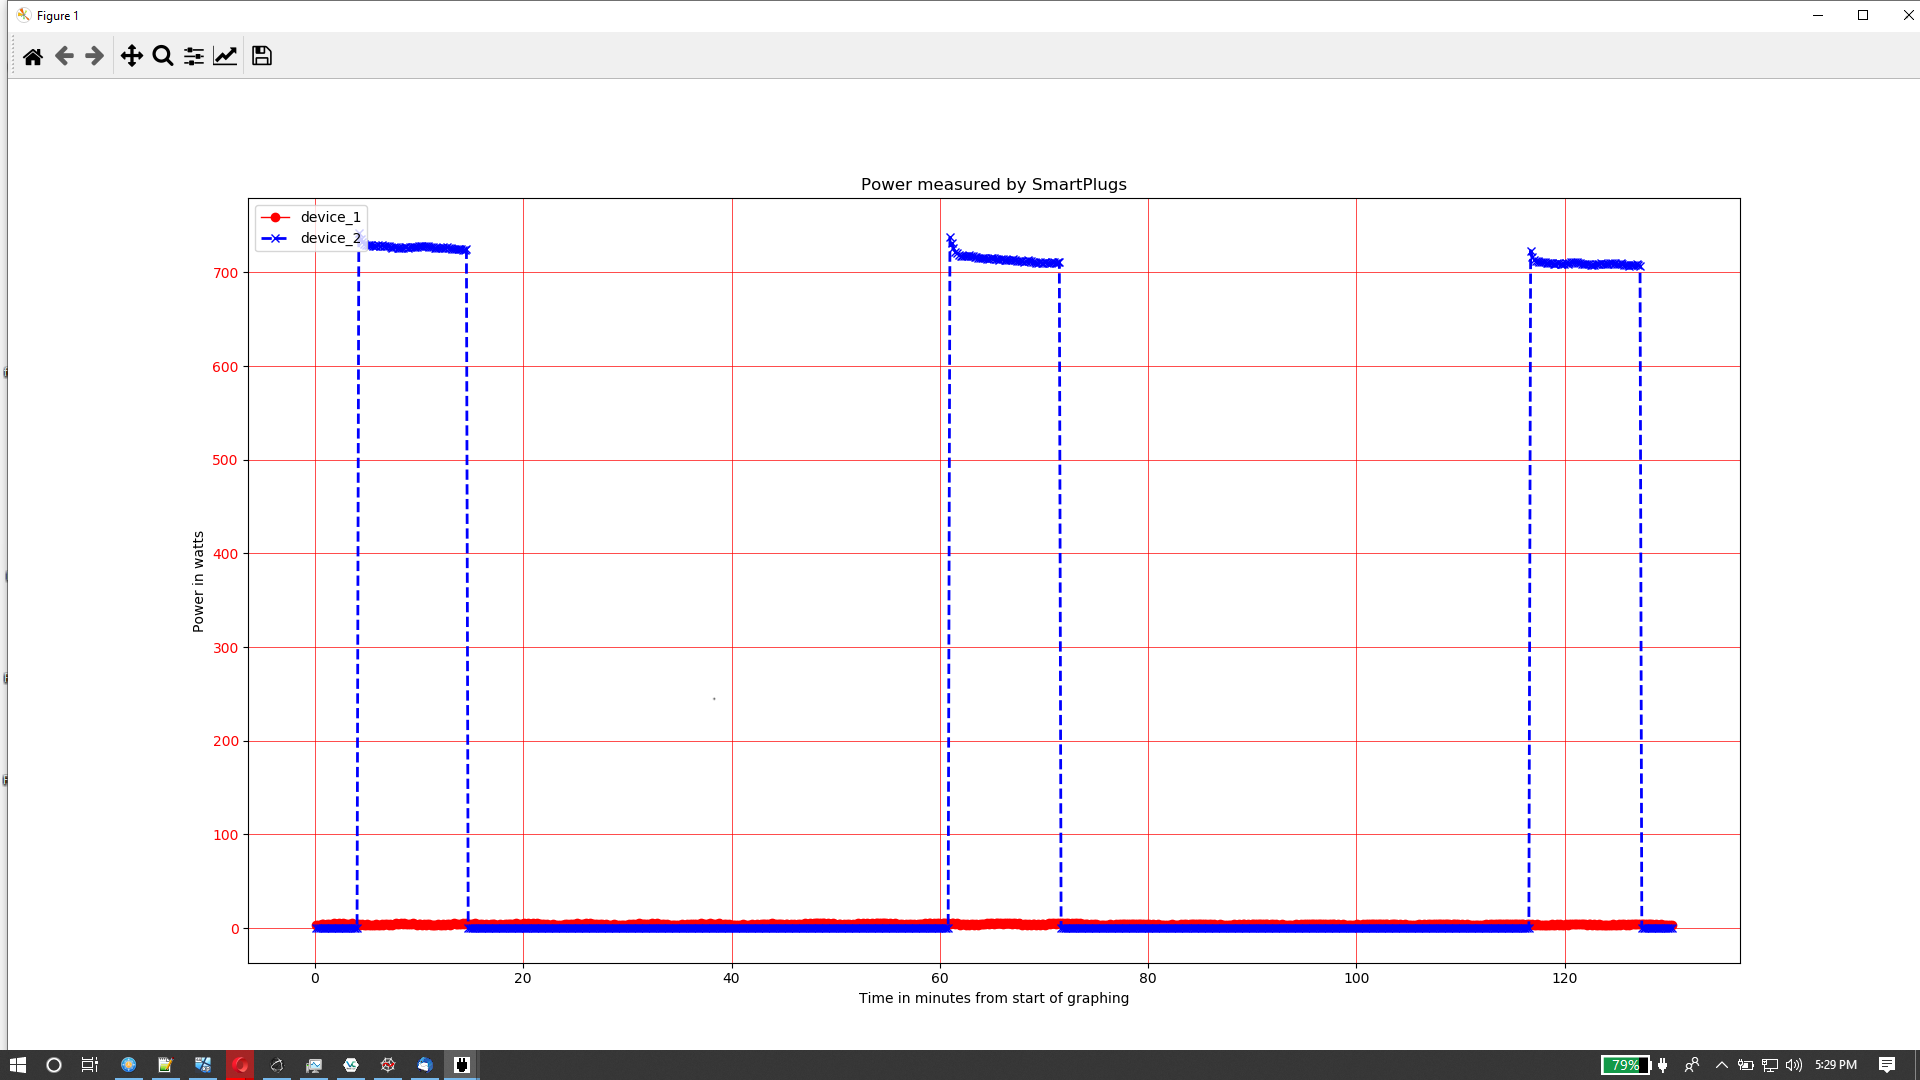 Figure 1
Power measured by SmartPlugs
device_1
device_2
700
600
500
400
300
200
100
0
Power in watts
0 20 40 60 80 100 120
Time in minutes from start of graphing
79%
5:29 PM